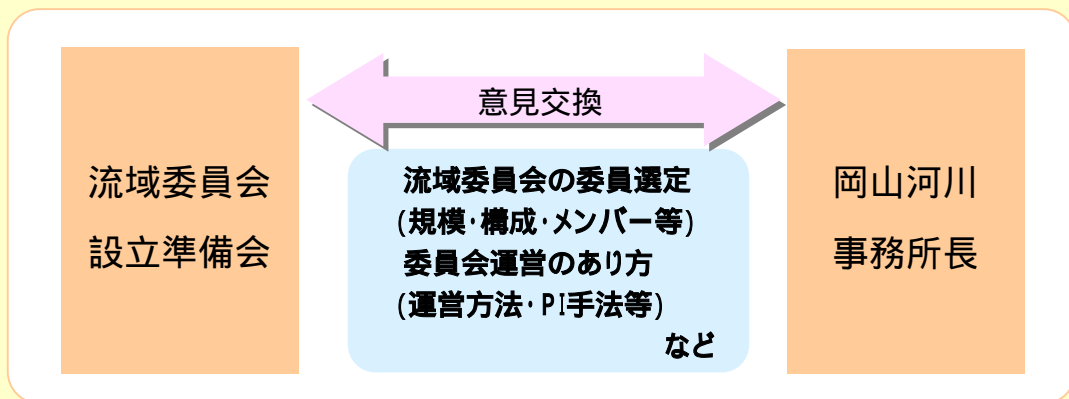 流域委員会
設立準備会
意見交換
流域委員会の委員選定
(規模・構成・メンバー等)
委員会運営のあり方
(運営方法・PI手法等)
など
岡山河川
事務所長